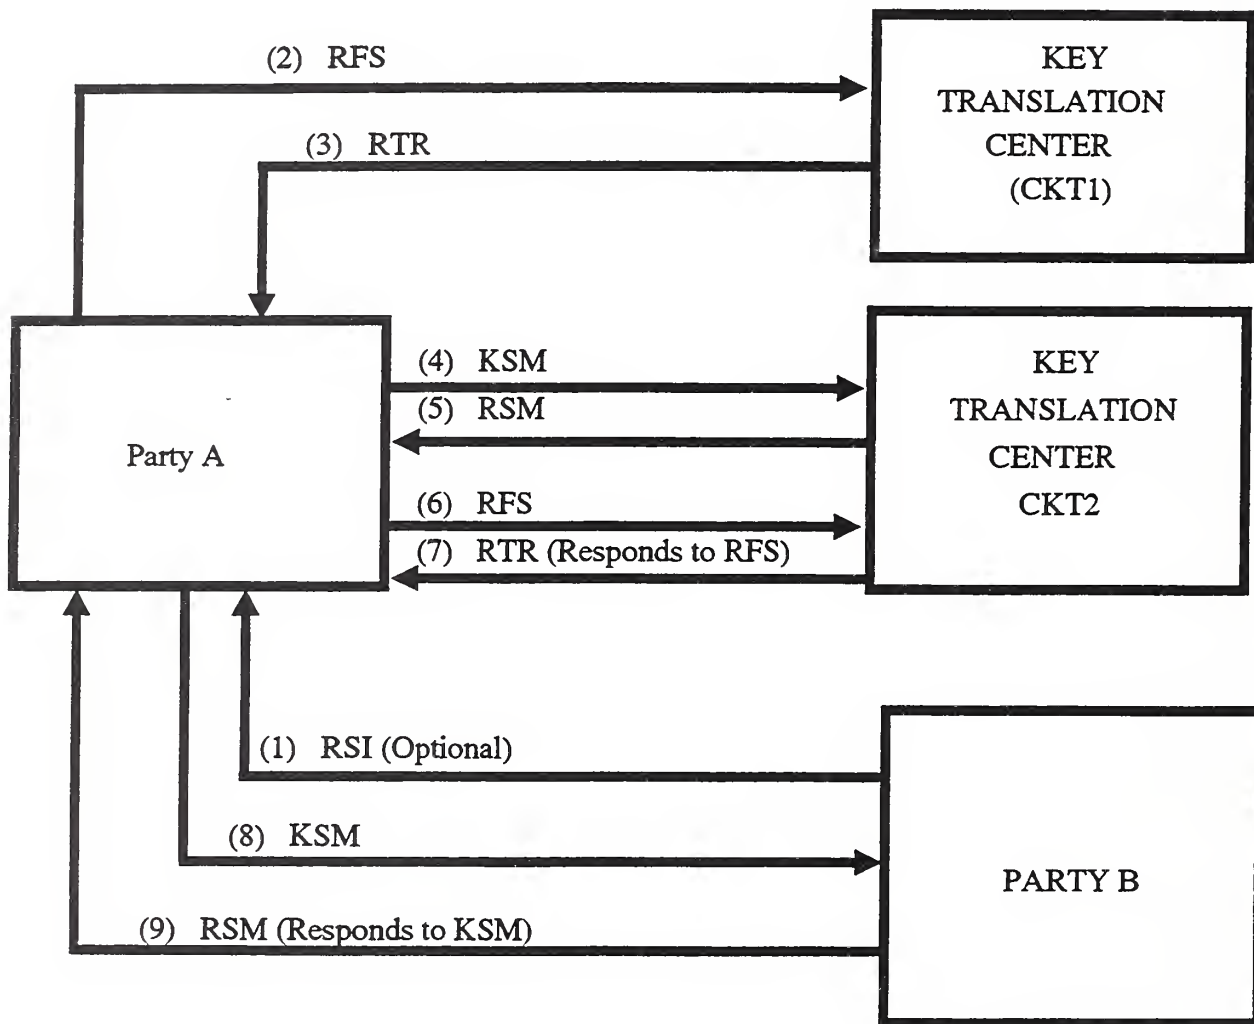 (2) RFS
KEY
TRANSLATION
CENTER
(CKT1)
(3) RTR
Party A
(4) KSM
(5) RSM
(6) RFS
(7) RTR (Responds to RFS)
KEY
TRANSLATION
CENTER
CKT2
(1) RSI (Optional)
(8) KSM
(9) RSM (Responds to KSM)
PARTY B